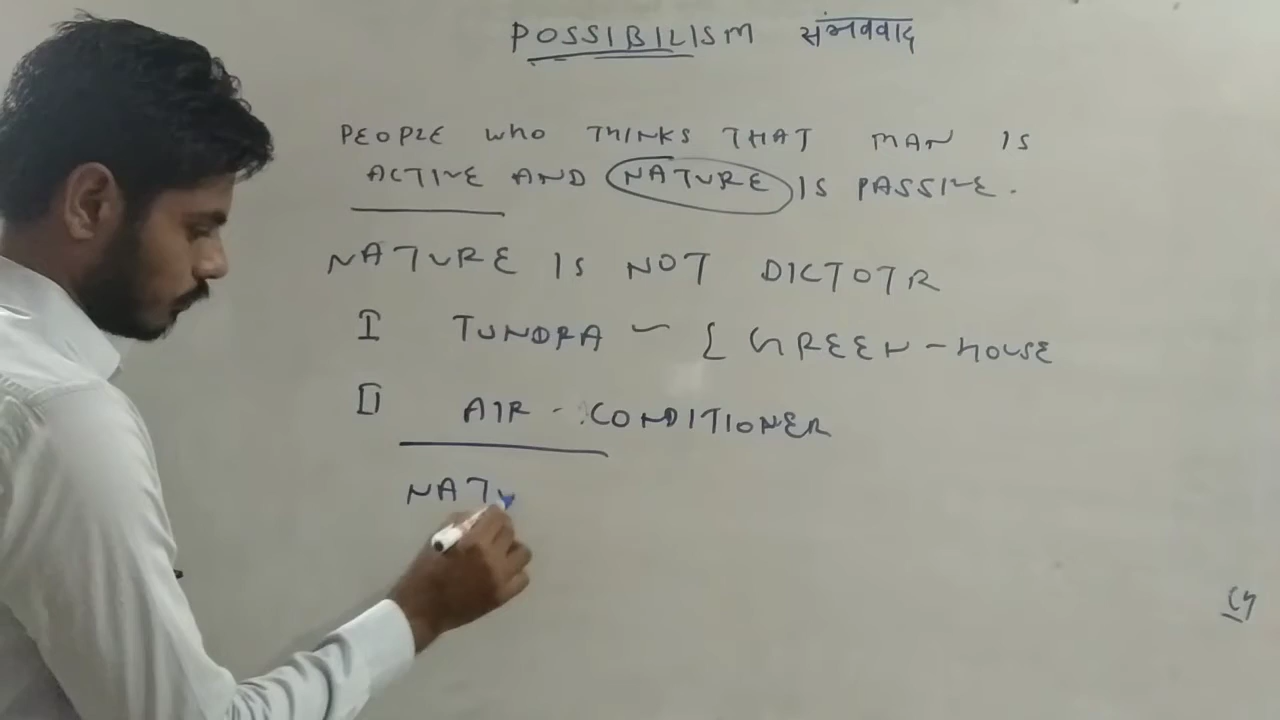 POSSIBILISM संभववाद
PEOPLE WHO THINKS THAT MAN IS
ACTIVE AND NATURE IS PASSIVE.
NATURE IS NOT DICTOTR
I TUNDRA - [ GREEN-HOUSE
II AIR - CONDITIONER
NATU